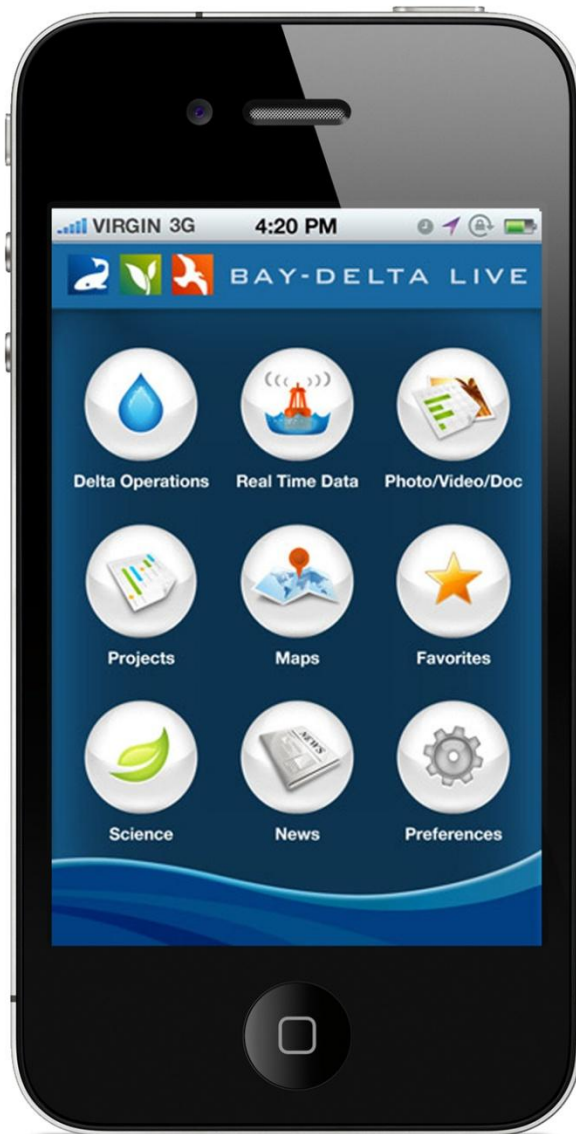 VIRGIN 3G 4:20 PM
BAY-DELTA LIVE
Delta Operations Real Time Data Photo/Video/Doc
Projects Maps Favorites
Science NEWS News Preferences